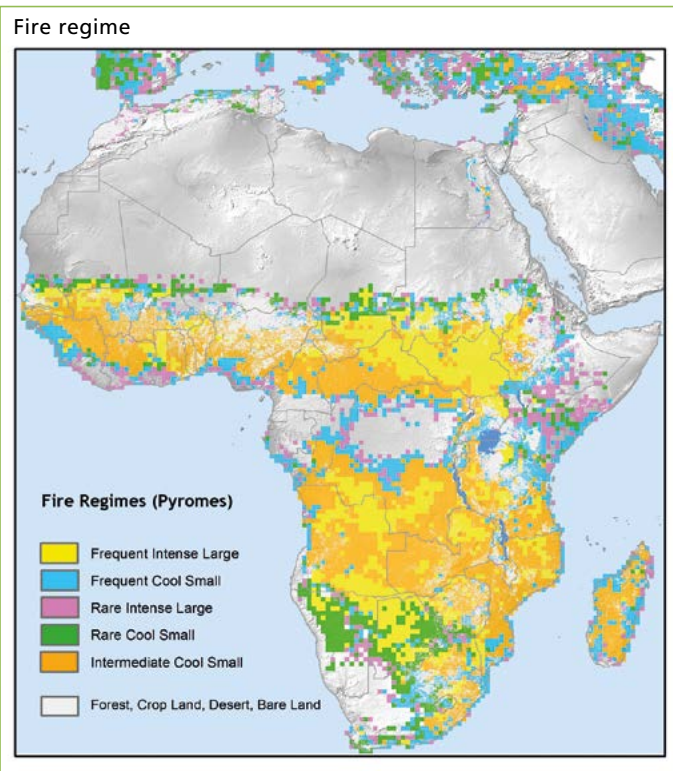 Fire regime
Fire Regimes (Pyromes)
Frequent Intense Large
Frequent Cool Small
Rare Intense Large
Rare Cool Small
Intermediate Cool Small
Forest, Crop Land, Desert, Bare Land